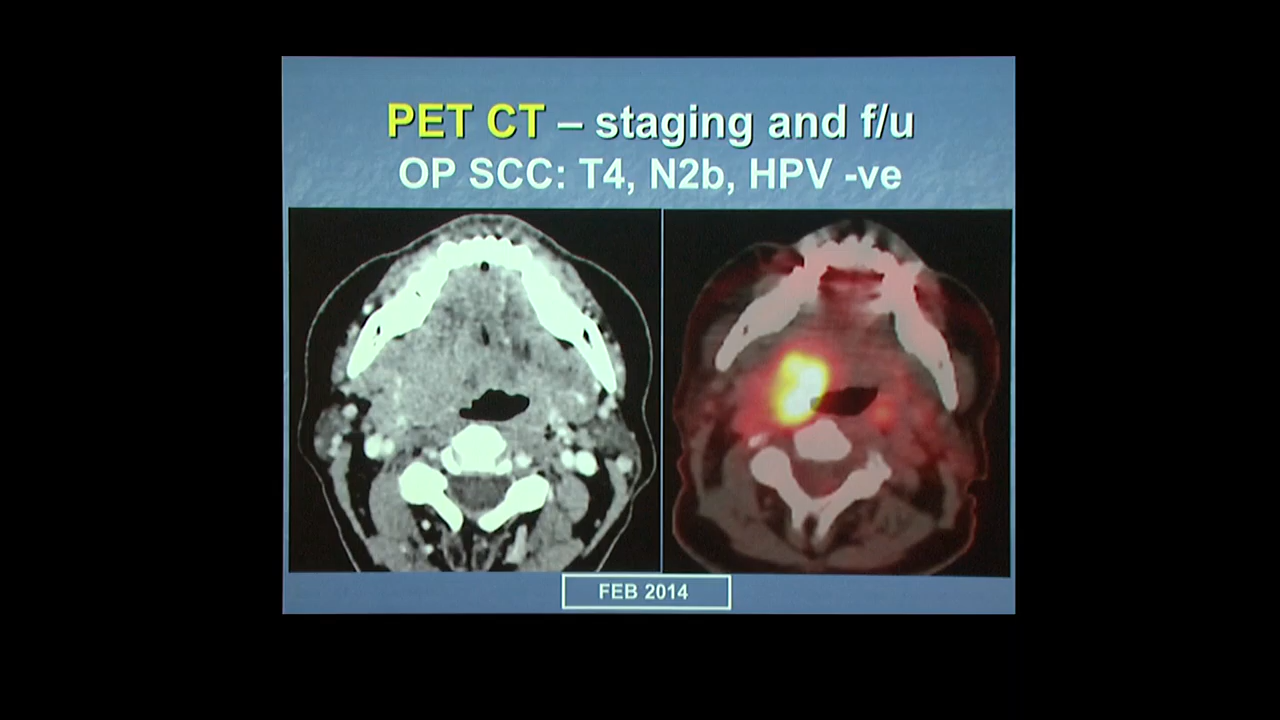 PET CT – staging and f/u
OP SCC: T4, N2b, HPV -ve
FEB 2014